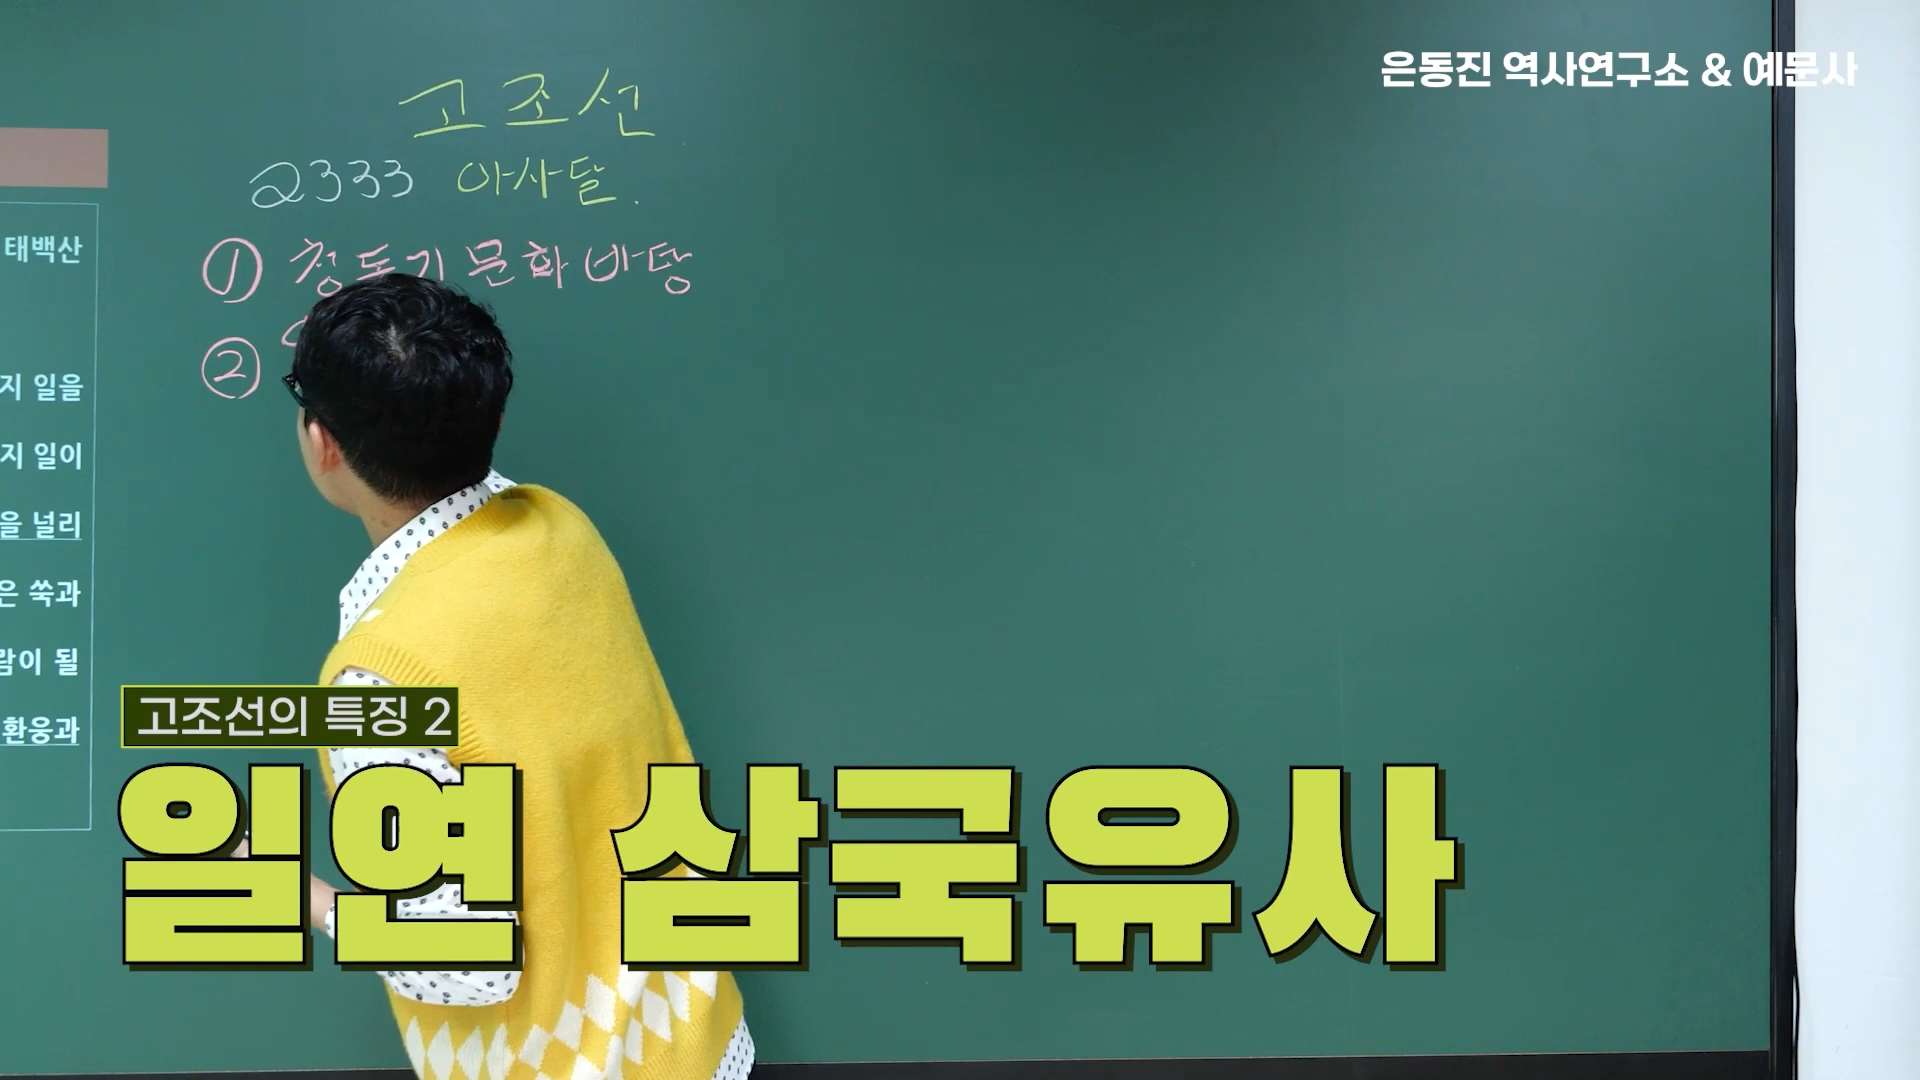 은동진 역사연구소 & 예문사
고조선
2333 아사달.
① 청동기 문화 바탕
②
태백산
지 일을
지 일이
을 널리
은 쑥과
람이 될
환웅과
고조선의 특징 2
일연 삼국유사